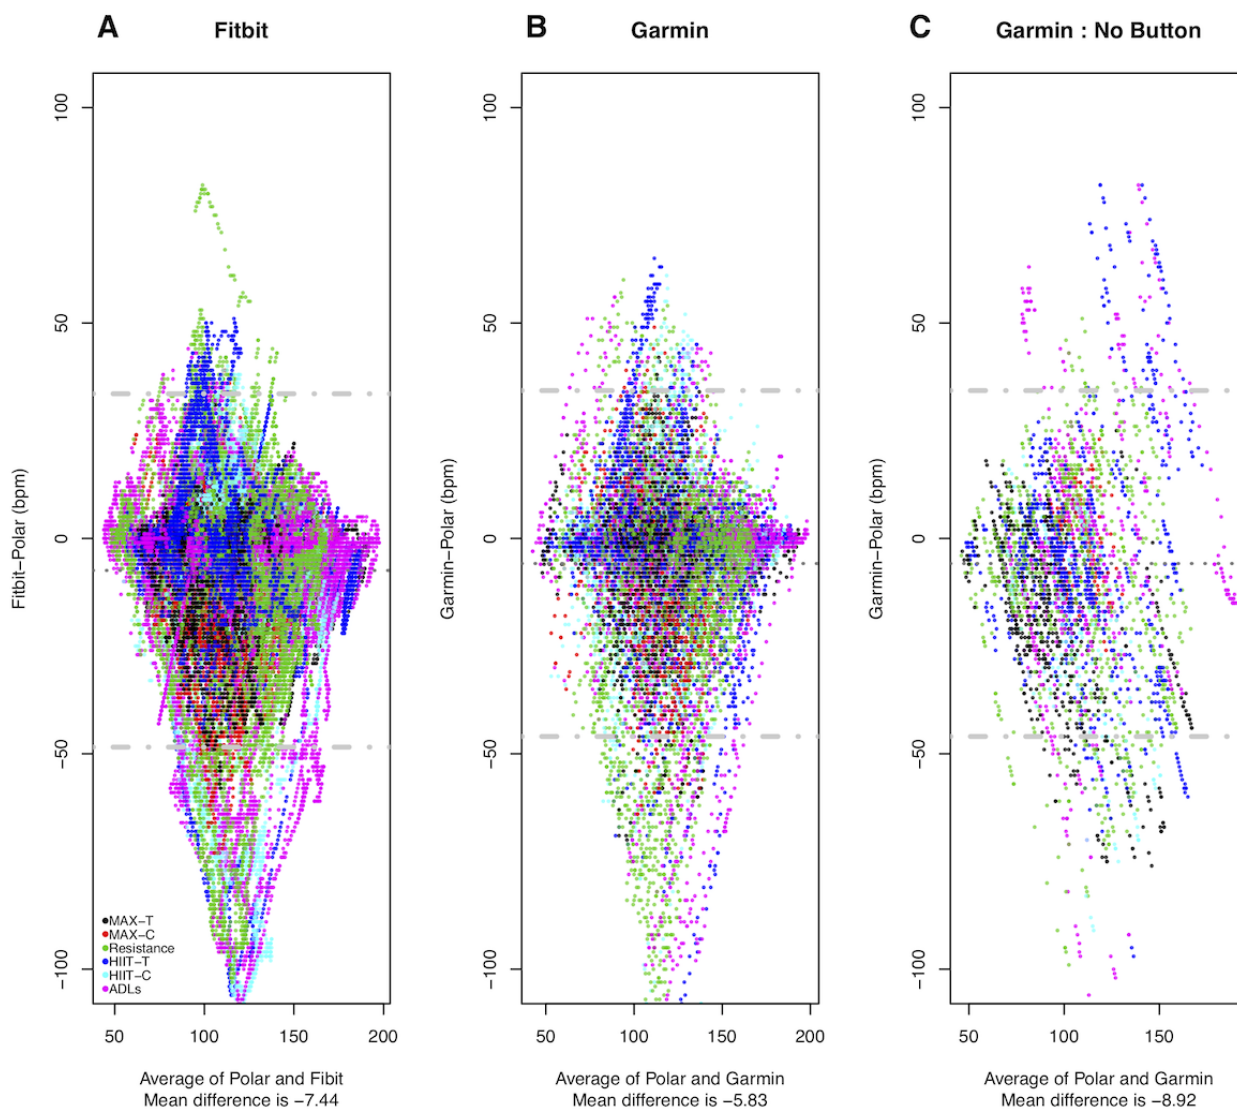 A Fitbit
B Garmin
C Garmin : No Button
Fitbit−Polar (bpm)
100
50
0
−50
−100
MAX−T
MAX−C
Resistance
HIIT−T
HIIT−C
ADLs
50 100 150 200
Average of Polar and Fibit
Mean difference is −7.44
Garmin−Polar (bpm)
100
50
0
−50
−100
50 100 150 200
Average of Polar and Garmin
Mean difference is −5.83
Garmin−Polar (bpm)
100
50
0
−50
−100
50 100 150
Average of Polar and Garmin
Mean difference is −8.92